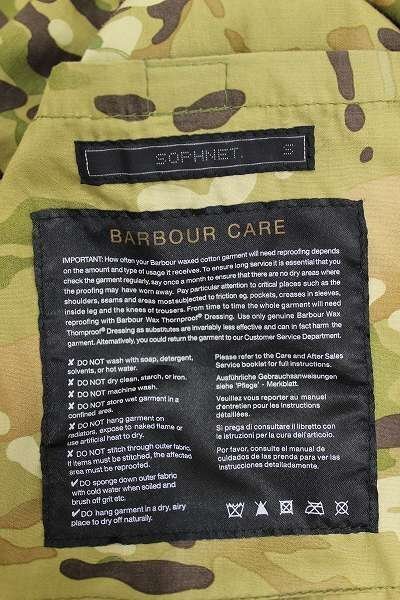 SOPHNET. S
BARBOUR CARE
IMPORTANT: How often your Barbour waxed cotton garment will need reproofing depends
on the amount and type of usage it receives. To ensure long service it is essential that you
check the garment regularly, say once a month to ensure that there are no dry areas where
the proofing may have worn away. Pay particular attention to critical places such as the
shoulders, seams and areas most subjected to friction eg. pockets, creases in sleeves,
inside leg and the knees of trousers. From time to time the whole garment will need
reproofing with Barbour Wax Thornproof® Dressing. Use only genuine Barbour Wax
Thornproof® Dressing as substitutes are invariably less effective and can in fact harm the
garment. Alternatively, you could return the garment to our Customer Service Department.
✗ DO NOT wash with soap, detergent,
solvents, or hot water.
✗ DO NOT dry clean, starch, or iron.
✗ DO NOT machine wash.
✗ DO NOT store wet garment in a
confined area.
✗ DO NOT hang garment on
radiators, expose to naked flame or
use artificial heat to dry.
✗ DO NOT stitch through outer fabric.
If items must be stitched, the affected
area must be reproofed.
✓DO sponge down outer fabric
with cold water when soiled and
brush off grit etc.
✓DO hang garment in a dry, airy
place to dry off naturally.
Please refer to the Care and After Sales
Service booklet for full instructions.
Ausführliche Gebrauchsanweisungen
siehe 'Pflege' - Merkblatt.
Veuillez vous reporter au manuel
d'entretien pour les instructions
détaillées.
Si prega di consultare il libretto con
le istruzioni per la cura dell'articolo.
Por favor, consulte el manual de
cuidados de las prenda para ver las
instrucciones detalladamente.